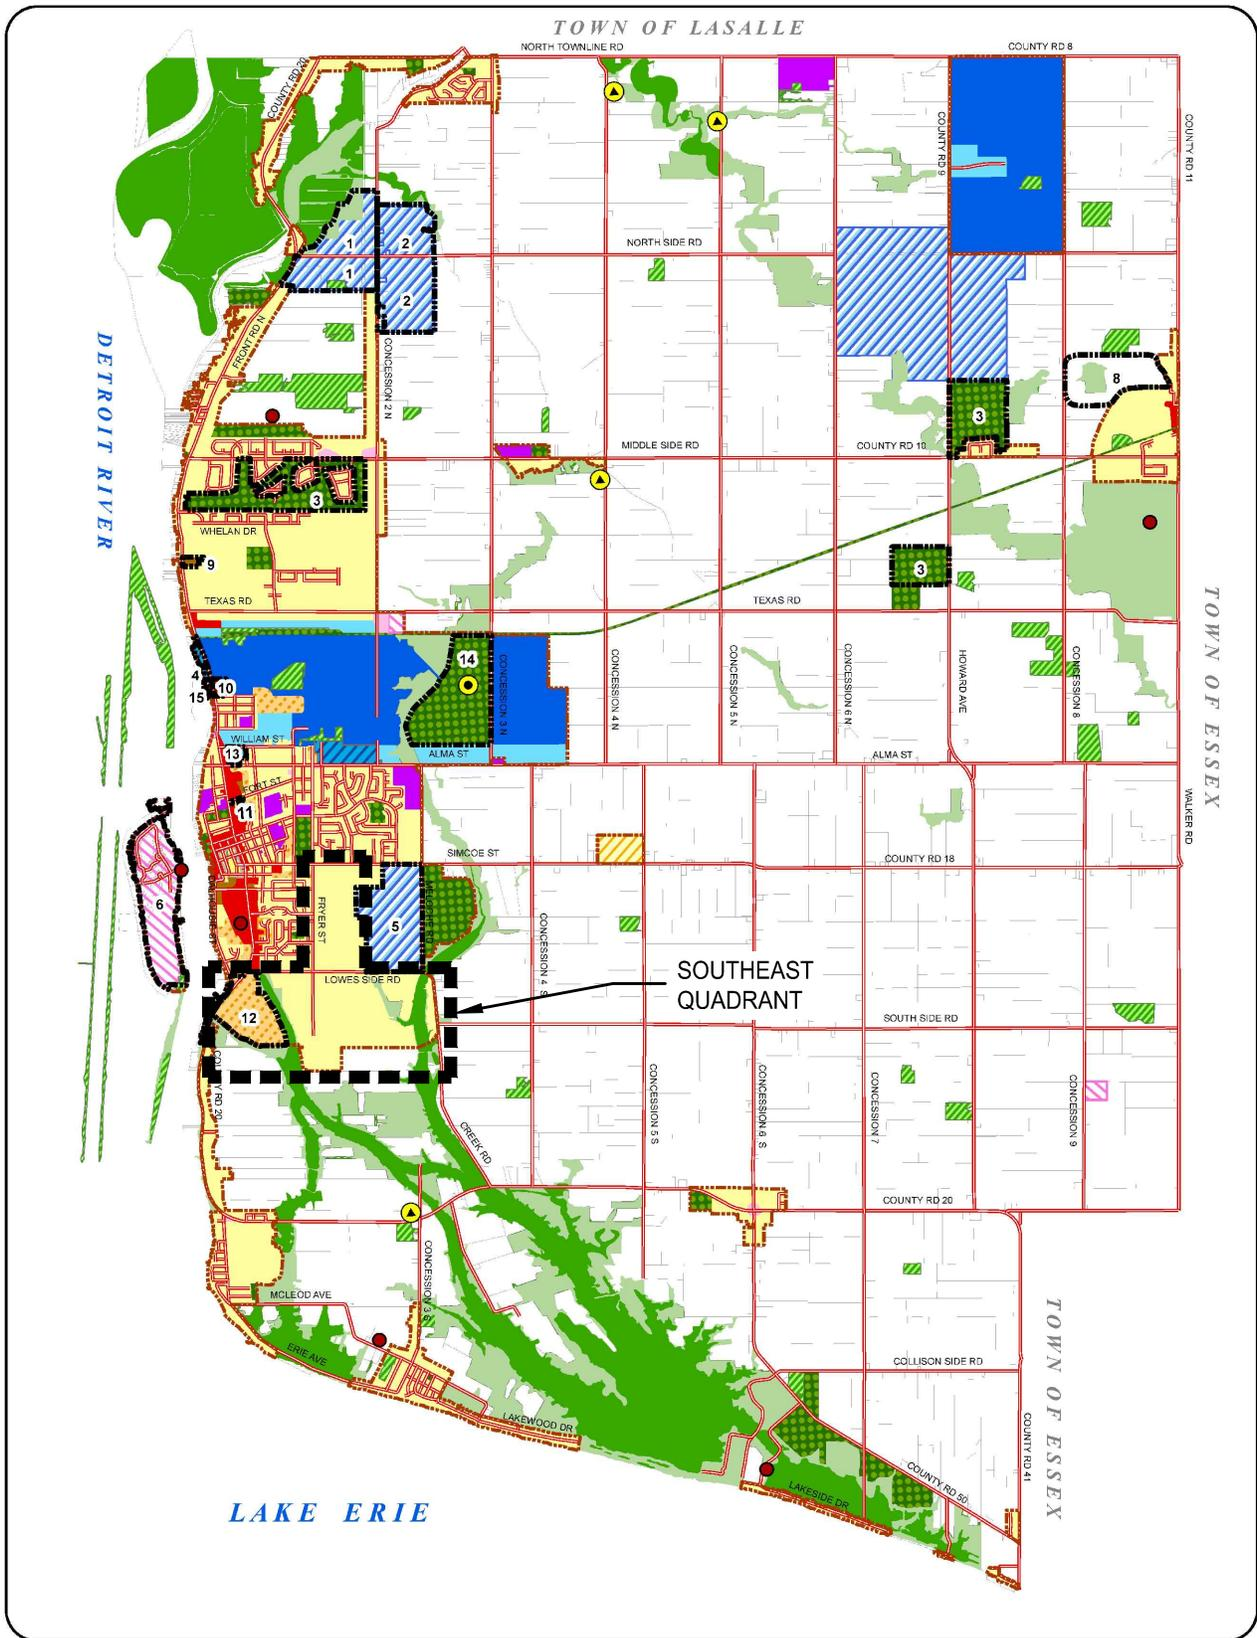 TOWN OF LASALLE
NORTH TOWNLINE RD
COUNTY RD 8
COUNTY RD 20
COUNTY RD 9
COUNTY RD 11
1
2
NORTH SIDE RD
1
2
FRONT RD N
DETROIT RIVER
CONCESSION 2 N
8
3
MIDDLE SIDE RD
COUNTY RD 10
3
WHELAN DR
9
3
TEXAS RD
TEXAS RD
TOWN OF ESSEX
14
4
10
15
CONCESSION 3 N
CONCESSION 4 N
CONCESSION 5 N
CONCESSION 6 N
HOWARD AVE
CONCESSION 8
WILLIAM ST
13
ALMA ST
ALMA ST
FORT ST
11
WALKER RD
SIMCOE ST
COUNTY RD 18
6
FRYER ST
5
CONCESSION 4 S
LOWES SIDE RD
SOUTHEAST
QUADRANT
12
SOUTH SIDE RD
COUNTY RD 20
CONCESSION 5 S
CONCESSION 6 S
CONCESSION 7
CONCESSION 9
CREEK RD
COUNTY RD 20
CONCESSION 3 S
MCLEOD AVE
ERIE AVE
COLLISON SIDE RD
TOWN OF ESSEX
LAKEWOOD DR
COUNTY RD 41
COUNTY RD 50
LAKESIDE DR
LAKE ERIE